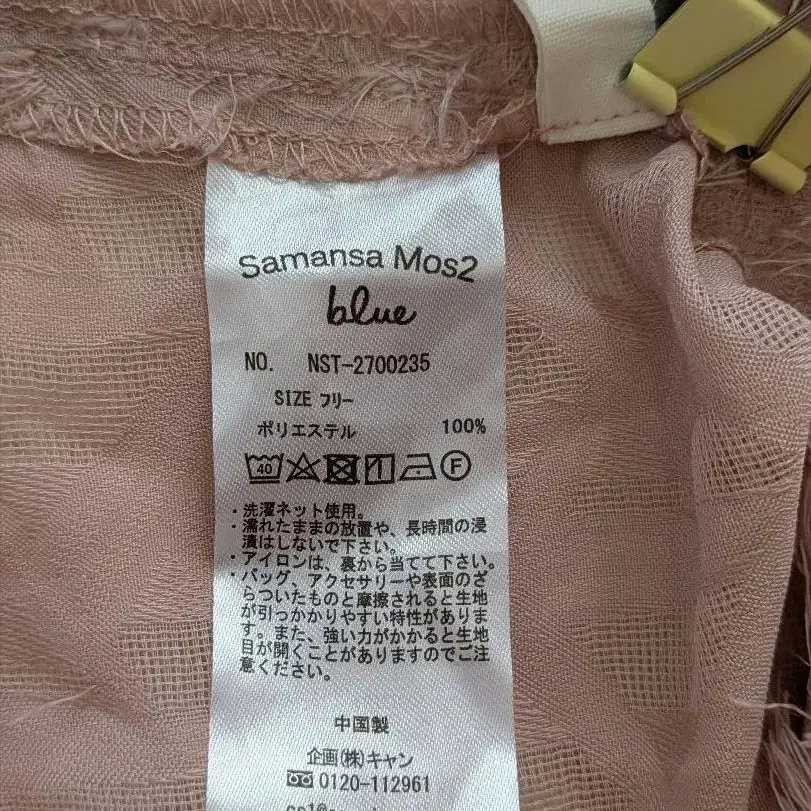 Samansa Mos2
blue
NO. NST-2700235
SIZE フリー
ポリエステル 100%
40 F
・洗濯ネット使用。
・濡れたままの放置や、長時間の浸
漬はしないで下さい。
・アイロンは、裏から当てて下さい。
・バッグ、アクセサリーや表面のざ
らついたものと摩擦されると生地
が引っかかりやすい特性がありま
す。また、強い力がかかると生地
目が開くことがありますのでご注
意ください。
中国製
企画(株)キャン
0120-112961